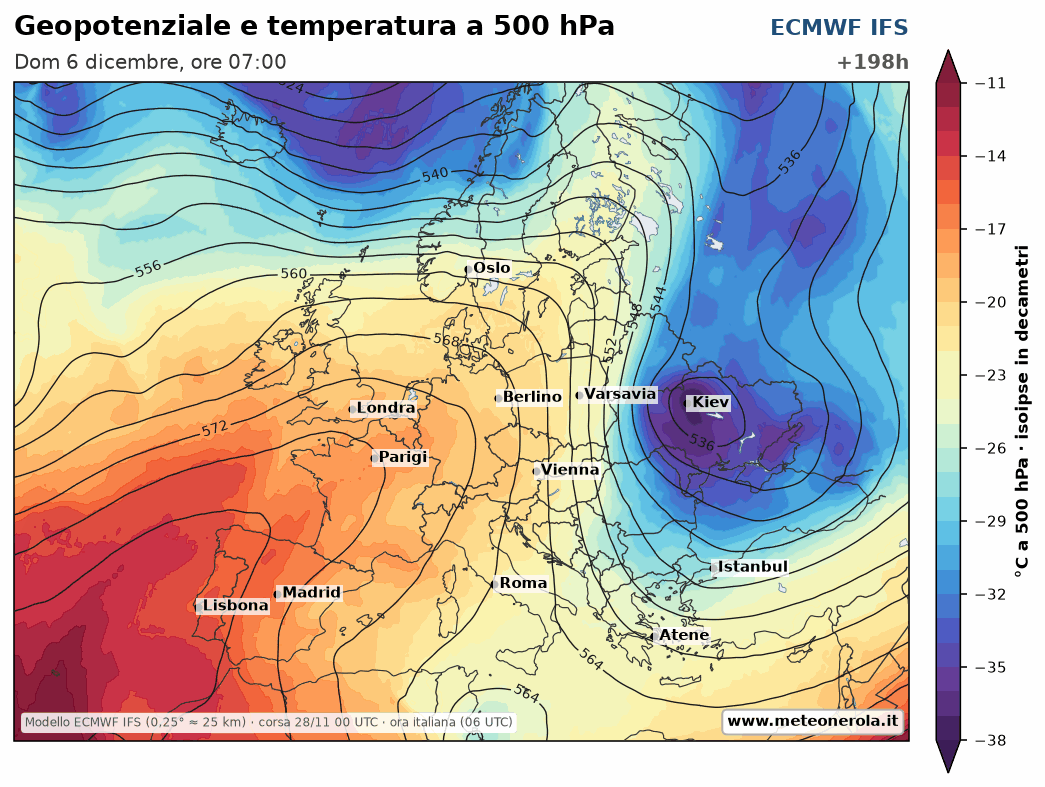 Geopotenziale e temperatura a 500 hPa
ECMWF IFS
Dom 6 dicembre, ore 07:00
+198h
524
540
536
556
560
Oslo
544
548
552
568
Berlino
Varsavia
Kiev
Londra
572
536
Parigi
Vienna
Istanbul
Roma
Madrid
Lisbona
Atene
564
564
Modello ECMWF IFS (0,25° ≈ 25 km) · corsa 28/11 00 UTC · ora italiana (06 UTC)
www.meteonerola.it
−11
−14
−17
−20
−23
−26
−29
−32
−35
−38
°C a 500 hPa · isoipse in decametri